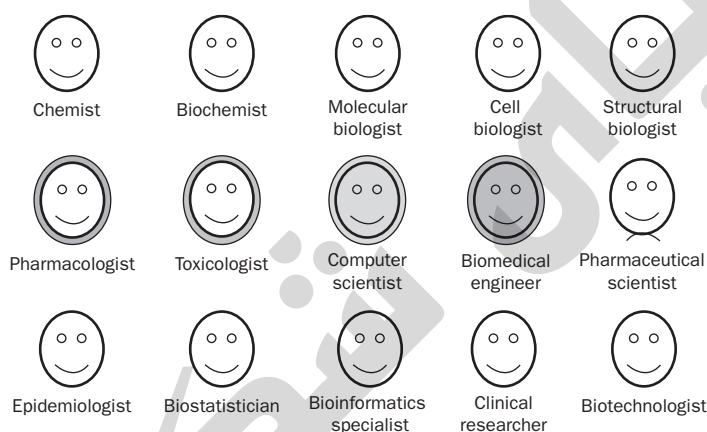 Chemist
Biochemist
Molecular
biologist
Cell
biologist
Structural
biologist
Pharmacologist
Toxicologist
Computer
scientist
Biomedical
engineer
Pharmaceutical
scientist
Epidemiologist
Biostatistician
Bioinformatics
specialist
Clinical
researcher
Biotechnologist